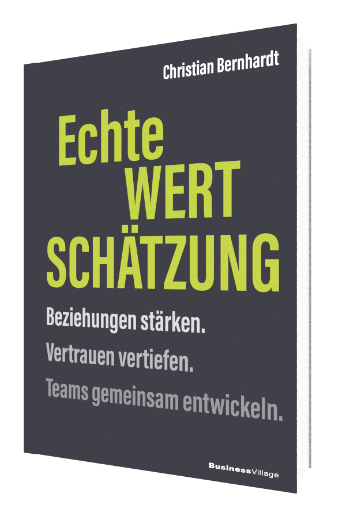 Christian Bernhardt
Echte
WERT
SCHÄTZUNG
Beziehungen stärken.
Vertrauen vertiefen.
Teams gemeinsam entwickeln.
BusinessVillage